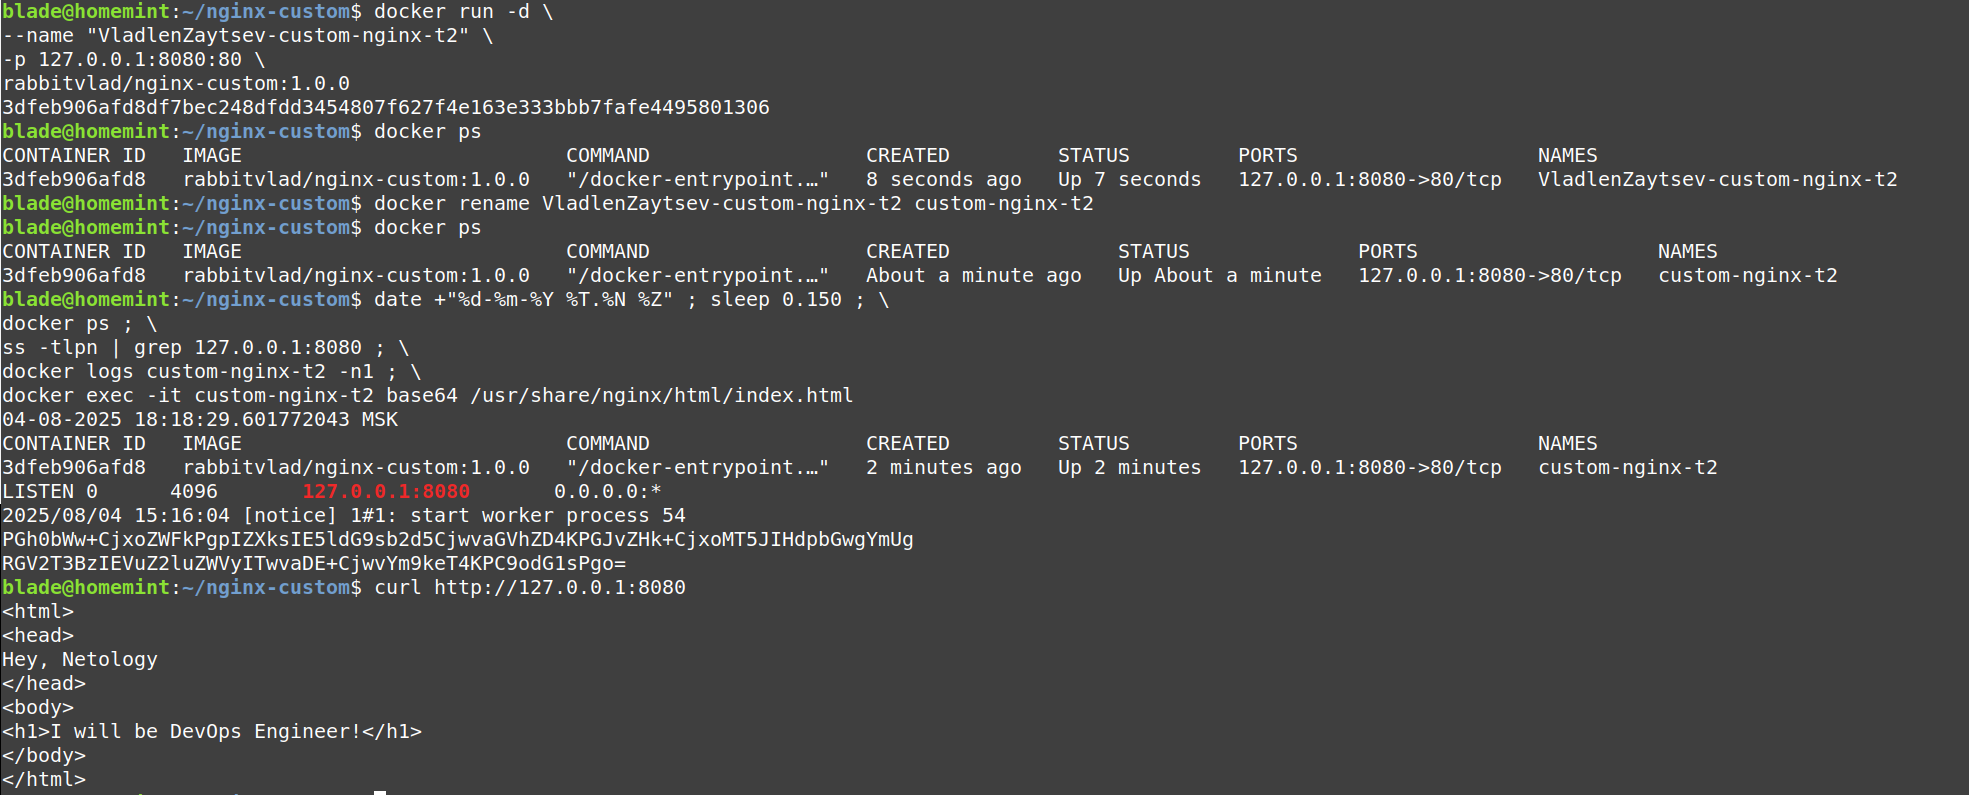 blade@homemint:~/nginx-custom$ docker run -d \
--name "VladlenZaytsev-custom-nginx-t2" \
-p 127.0.0.1:8080:80 \
rabbitvlad/nginx-custom:1.0.0
3dfeb906afd8df7bec248dfdd3454807f627f4e163e333bbb7fafe4495801306
blade@homemint:~/nginx-custom$ docker ps
CONTAINER ID   IMAGE                           COMMAND                  CREATED         STATUS         PORTS                    NAMES
3dfeb906afd8   rabbitvlad/nginx-custom:1.0.0   "/docker-entrypoint.…"   8 seconds ago   Up 7 seconds   127.0.0.1:8080->80/tcp   VladlenZaytsev-custom-nginx-t2
blade@homemint:~/nginx-custom$ docker rename VladlenZaytsev-custom-nginx-t2 custom-nginx-t2
blade@homemint:~/nginx-custom$ docker ps
CONTAINER ID   IMAGE                           COMMAND                  CREATED              STATUS              PORTS                    NAMES
3dfeb906afd8   rabbitvlad/nginx-custom:1.0.0   "/docker-entrypoint.…"   About a minute ago   Up About a minute   127.0.0.1:8080->80/tcp   custom-nginx-t2
blade@homemint:~/nginx-custom$ date +"%d-%m-%Y %T.%N %Z" ; sleep 0.150 ; \
docker ps ; \
ss -tlpn | grep 127.0.0.1:8080 ; \
docker logs custom-nginx-t2 -n1 ; \
docker exec -it custom-nginx-t2 base64 /usr/share/nginx/html/index.html
04-08-2025 18:18:29.601772043 MSK
CONTAINER ID   IMAGE                           COMMAND                  CREATED         STATUS         PORTS                    NAMES
3dfeb906afd8   rabbitvlad/nginx-custom:1.0.0   "/docker-entrypoint.…"   2 minutes ago   Up 2 minutes   127.0.0.1:8080->80/tcp   custom-nginx-t2
LISTEN 0      4096       127.0.0.1:8080       0.0.0.0:*
2025/08/04 15:16:04 [notice] 1#1: start worker process 54
PGh0bWw+CjxoZWFkPgpIZXksIE5ldG9sb2d5CjwvaGVhZD4KPGJvZHk+CjxoMT5JIHdpbGwgYmUg
RGV2T3BzIEVuZ2luZWVyITwvaDE+CjwvYm9keT4KPC9odG1sPgo=
blade@homemint:~/nginx-custom$ curl http://127.0.0.1:8080
<html>
<head>
Hey, Netology
</head>
<body>
<h1>I will be DevOps Engineer!</h1>
</body>
</html>